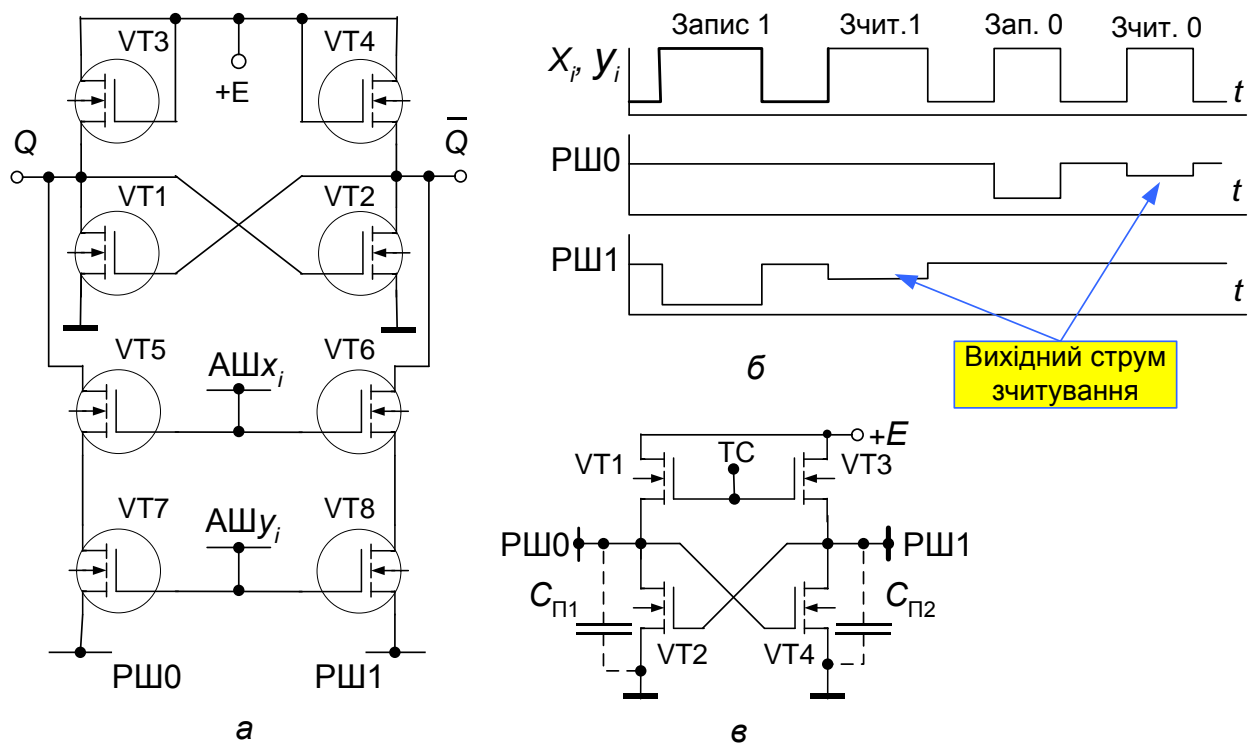 VT3
VT4
+E
Q
Q̅
VT1
VT2
VT5
VT6
АШxᵢ
VT7
VT8
АШyᵢ
РШ0
РШ1
а
Запис 1
Зчит.1
Зап. 0
Зчит. 0
Xᵢ, yᵢ
t
РШ0
t
РШ1
t
Вихідний струм
зчитування
б
+E
VT1
ТС
VT3
РШ0
РШ1
CП1
CП2
VT2
VT4
в